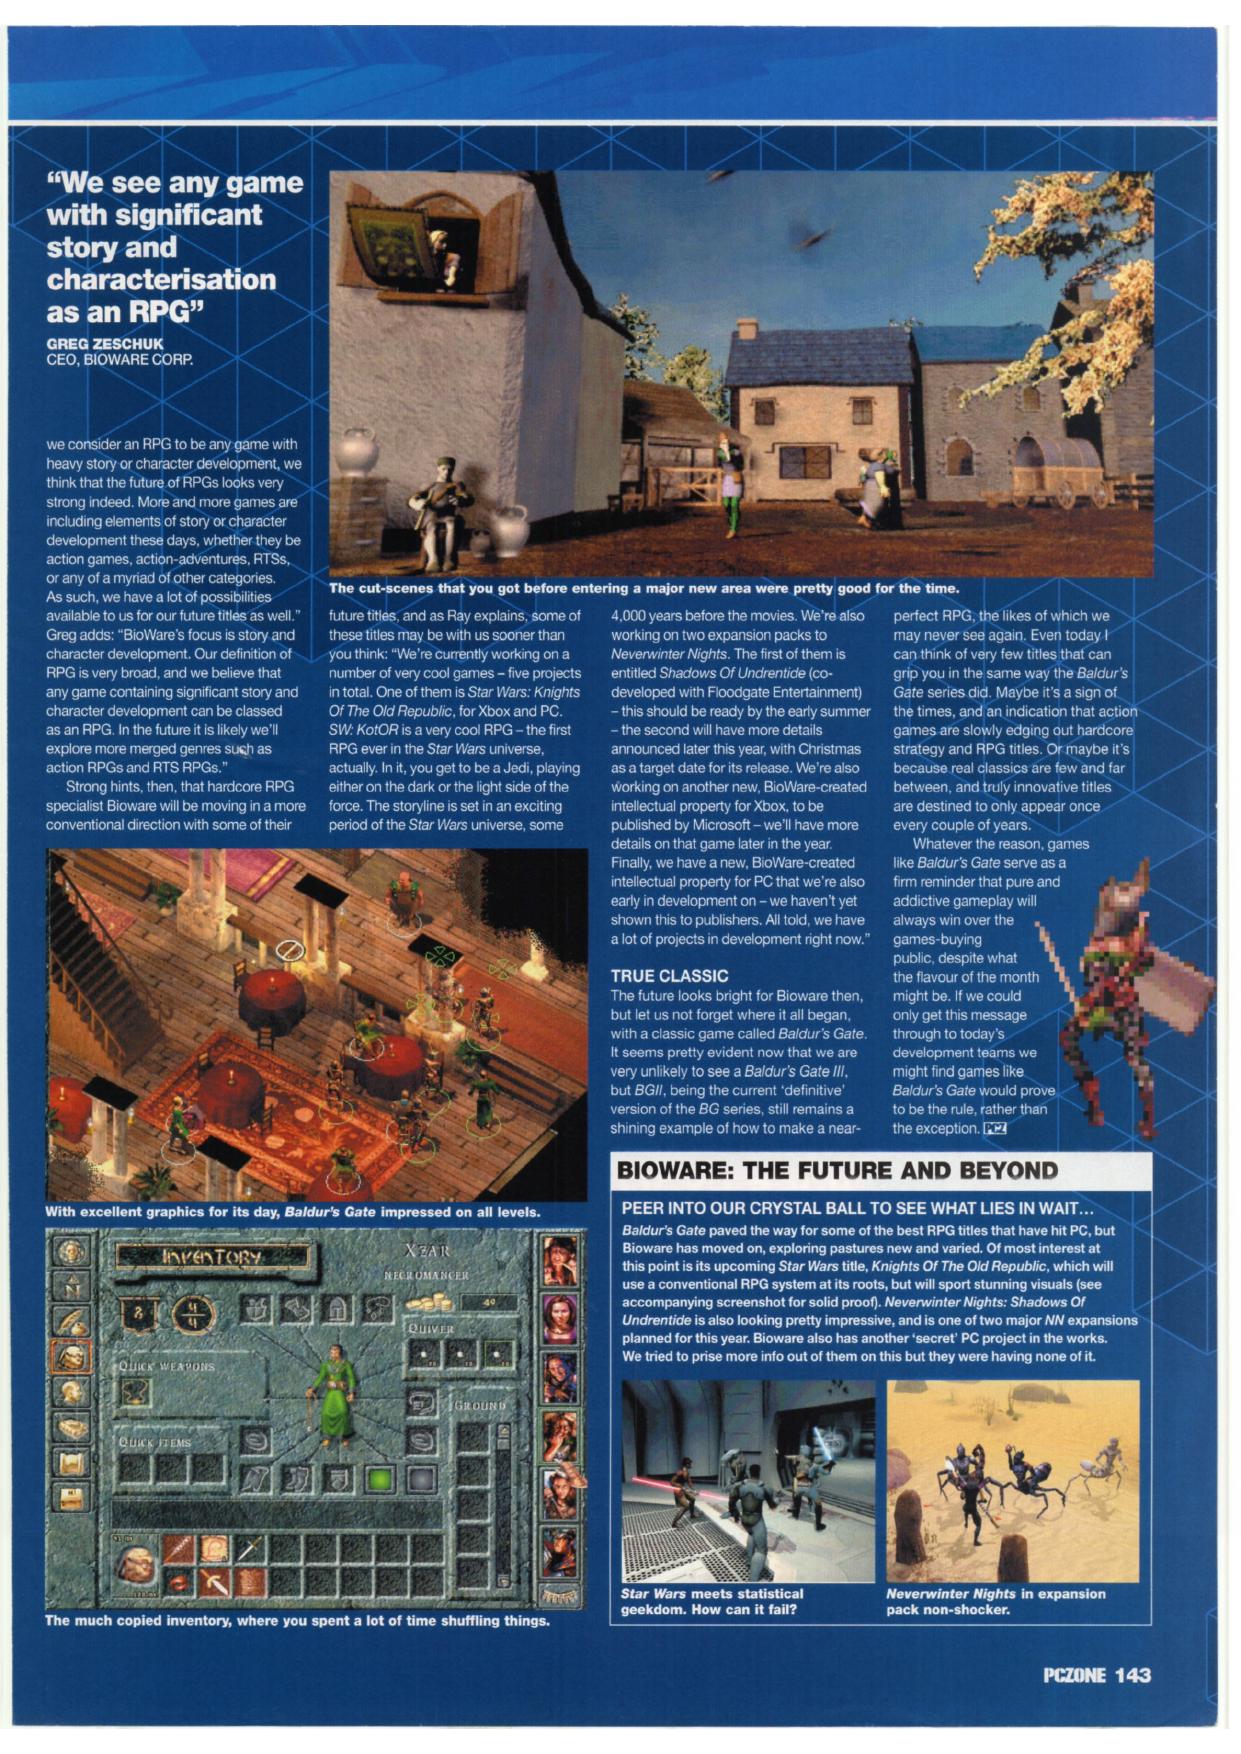 “We see any game
with significant
story and
characterisation
as an RPG”
GREG ZESCHUK
CEO, BIOWARE CORP.
we consider an RPG to be any game with
heavy story or character development, we
think that the future of RPGs looks very
strong indeed. More and more games are
including elements of story or character
development these days, whether they be
action games, action-adventures, RTSs,
or any of a myriad of other categories.
As such, we have a lot of possibilities
available to us for our future titles as well.”
Greg adds: “BioWare’s focus is story and
character development. Our definition of
RPG is very broad, and we believe that
any game containing significant story and
character development can be classed
as an RPG. In the future it is likely we’ll
explore more merged genres such as
action RPGs and RTS RPGs.”
Strong hints, then, that hardcore RPG
specialist Bioware will be moving in a more
conventional direction with some of their
The cut-scenes that you got before entering a major new area were pretty good for the time.
future titles, and as Ray explains, some of
these titles may be with us sooner than
you think: “We’re currently working on a
number of very cool games – five projects
in total. One of them is Star Wars: Knights
Of The Old Republic, for Xbox and PC.
SW: KotOR is a very cool RPG – the first
RPG ever in the Star Wars universe,
actually. In it, you get to be a Jedi, playing
either on the dark or the light side of the
force. The storyline is set in an exciting
period of the Star Wars universe, some
4,000 years before the movies. We’re also
working on two expansion packs to
Neverwinter Nights. The first of them is
entitled Shadows Of Undrentide (co-
developed with Floodgate Entertainment)
– this should be ready by the early summer
– the second will have more details
announced later this year, with Christmas
as a target date for its release. We’re also
working on another new, BioWare-created
intellectual property for Xbox, to be
published by Microsoft – we’ll have more
details on that game later in the year.
Finally, we have a new, BioWare-created
intellectual property for PC that we’re also
early in development on – we haven’t yet
shown this to publishers. All told, we have
a lot of projects in development right now.”
TRUE CLASSIC
The future looks bright for Bioware then,
but let us not forget where it all began,
with a classic game called Baldur’s Gate.
It seems pretty evident now that we are
very unlikely to see a Baldur’s Gate III,
but BGII, being the current ‘definitive’
version of the BG series, still remains a
shining example of how to make a near-
perfect RPG, the likes of which we
may never see again. Even today I
can think of very few titles that can
grip you in the same way the Baldur’s
Gate series did. Maybe it’s a sign of
the times, and an indication that action
games are slowly edging out hardcore
strategy and RPG titles. Or maybe it’s
because real classics are few and far
between, and truly innovative titles
are destined to only appear once
every couple of years.
Whatever the reason, games
like Baldur’s Gate serve as a
firm reminder that pure and
addictive gameplay will
always win over the
games-buying
public, despite what
the flavour of the month
might be. If we could
only get this message
through to today’s
development teams we
might find games like
Baldur’s Gate would prove
to be the rule, rather than
the exception. PCZ
With excellent graphics for its day, Baldur’s Gate impressed on all levels.
INVENTORY
XZAR
NECROMANCER
QUIVER
QUICK WEAPONS
GROUND
QUICK ITEMS
The much copied inventory, where you spent a lot of time shuffling things.
BIOWARE: THE FUTURE AND BEYOND
PEER INTO OUR CRYSTAL BALL TO SEE WHAT LIES IN WAIT...
Baldur’s Gate paved the way for some of the best RPG titles that have hit PC, but
Bioware has moved on, exploring pastures new and varied. Of most interest at
this point is its upcoming Star Wars title, Knights Of The Old Republic, which will
use a conventional RPG system at its roots, but will sport stunning visuals (see
accompanying screenshot for solid proof). Neverwinter Nights: Shadows Of
Undrentide is also looking pretty impressive, and is one of two major NN expansions
planned for this year. Bioware also has another ‘secret’ PC project in the works.
We tried to prise more info out of them on this but they were having none of it.
Star Wars meets statistical
geekdom. How can it fail?
Neverwinter Nights in expansion
pack non-shocker.
PCZONE 143